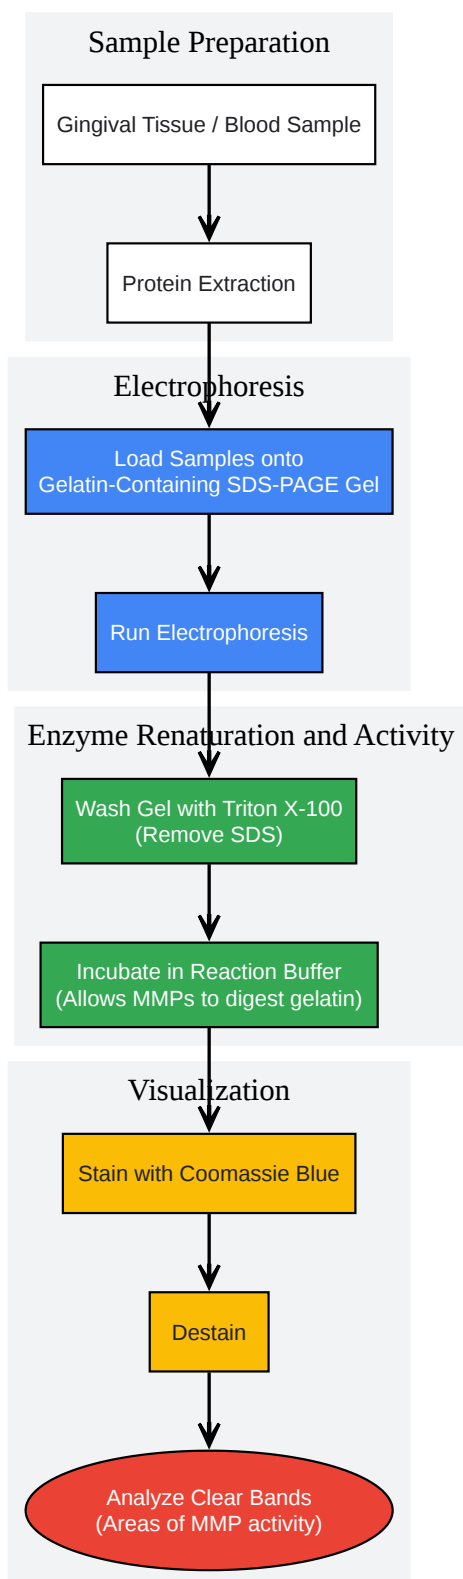 Sample Preparation
Gingival Tissue / Blood Sample
Protein Extraction
Electrophoresis
Load Samples onto
Gelatin-Containing SDS-PAGE Gel
Run Electrophoresis
Enzyme Renaturation and Activity
Wash Gel with Triton X-100
(Remove SDS)
Incubate in Reaction Buffer
(Allows MMPs to digest gelatin)
Visualization
Stain with Coomassie Blue
Destain
Analyze Clear Bands
(Areas of MMP activity)